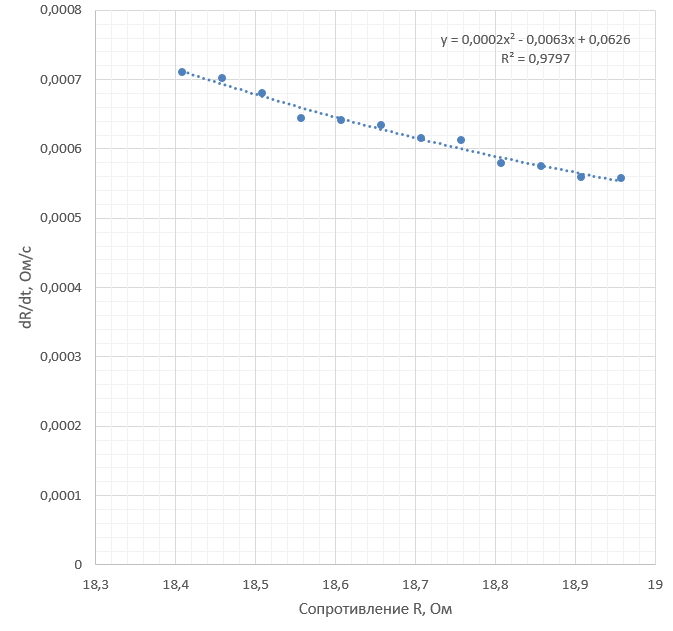 0,0008
y = 0,0002x² - 0,0063x + 0,0626
R² = 0,9797
0,0007
0,0006
0,0005
0,0004
0,0003
0,0002
0,0001
0
dR/dt, Ом/с
18,3 18,4 18,5 18,6 18,7 18,8 18,9 19
Сопротивление R, Ом